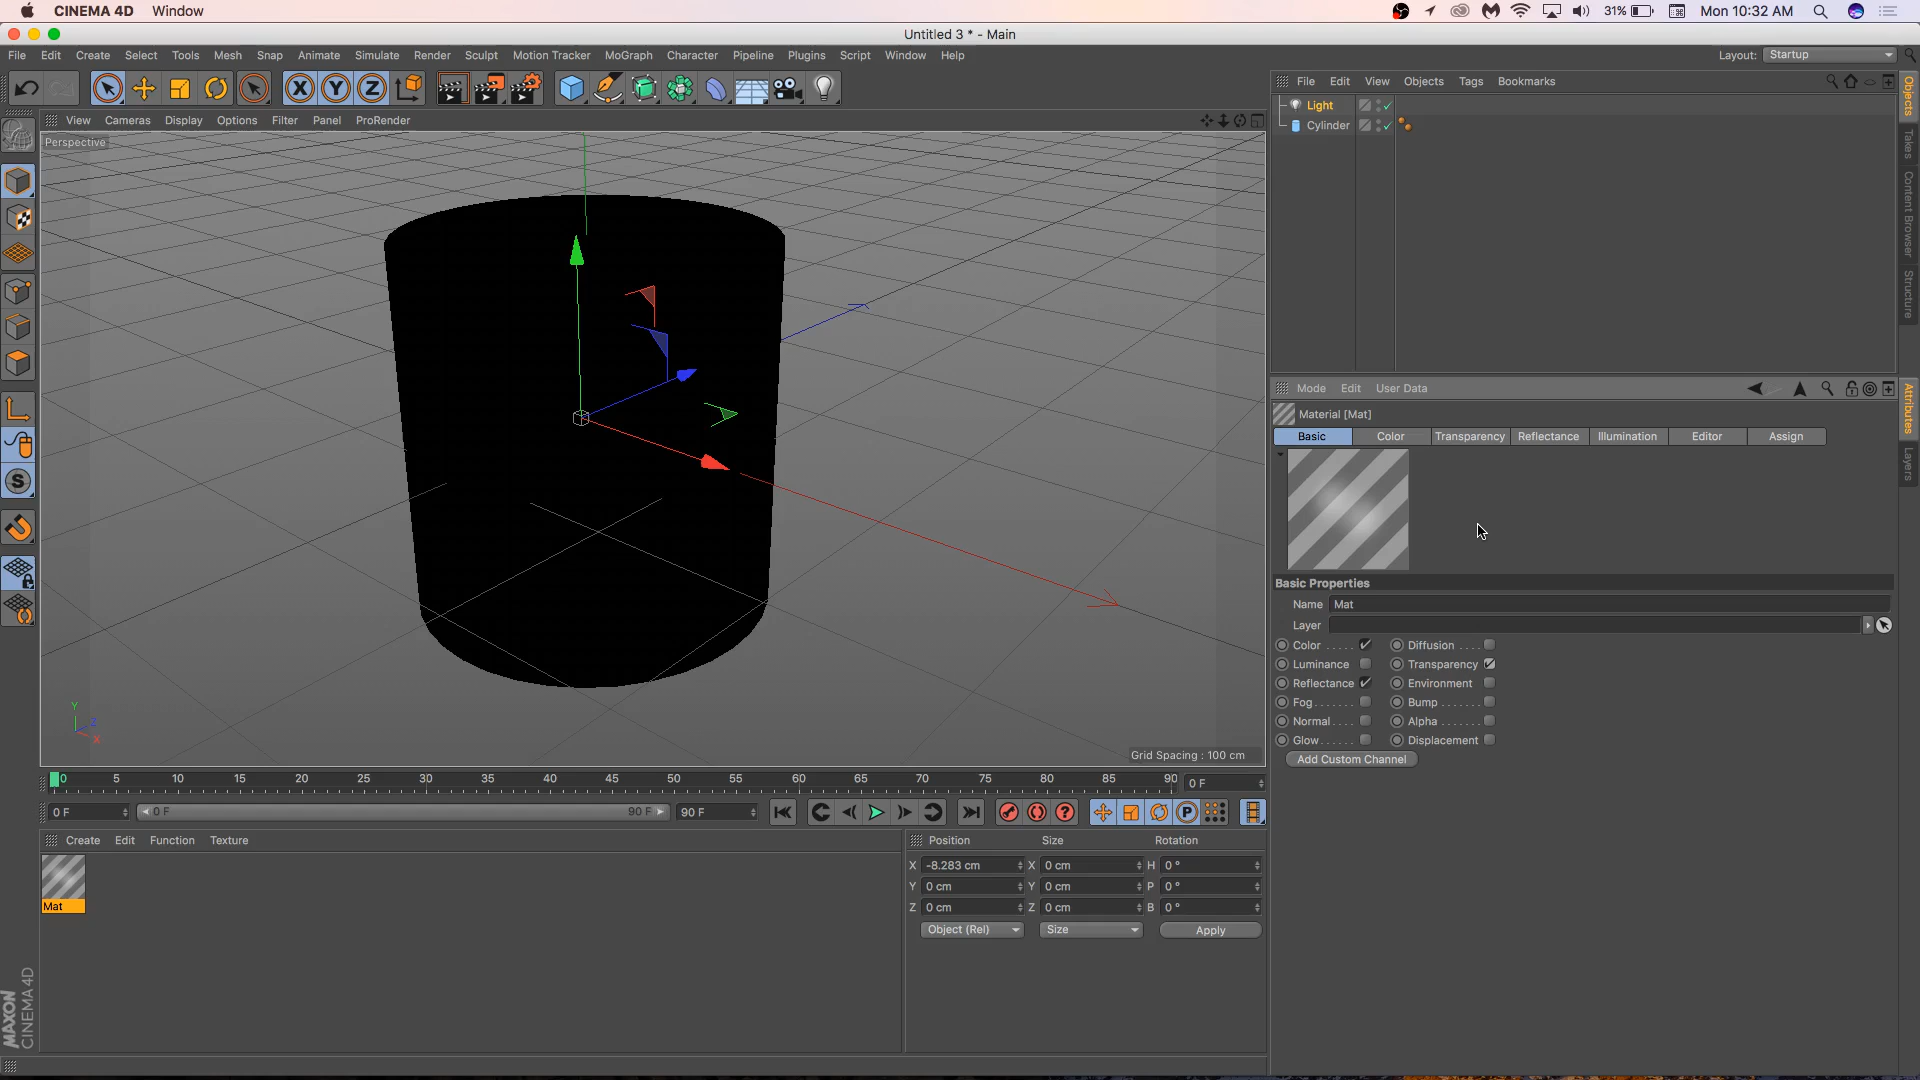 CINEMA 4D Window 31% Mon 10:32 AM
Untitled 3 * - Main
File Edit Create Select Tools Mesh Snap Animate Simulate Render Sculpt Motion Tracker MoGraph Character Pipeline Plugins Script Window Help Layout: Startup
X Y Z
File Edit View Objects Tags Bookmarks
Objects
Takes
Content Browser
Structure
Light
Cylinder
View Cameras Display Options Filter Panel ProRender
Perspective
Y
Z
X
Grid Spacing : 100 cm
Mode Edit User Data
Attributes
Layers
Material [Mat]
Basic Color Transparency Reflectance Illumination Editor Assign
Basic Properties
Name Mat
Layer
Color ..... Diffusion ....
Luminance Transparency
Reflectance Environment
Fog....... Bump .......
Normal.... Alpha .......
Glow...... Displacement
Add Custom Channel
0 5 10 15 20 25 30 35 40 45 50 55 60 65 70 75 80 85 90 0 F
0 F 0 F 90 F 90 F
P
S
Create Edit Function Texture
Mat
Position Size Rotation
X -8.283 cm X 0 cm H 0 °
Y 0 cm Y 0 cm P 0 °
Z 0 cm Z 0 cm B 0 °
Object (Rel) Size Apply
MAXON
CINEMA 4D